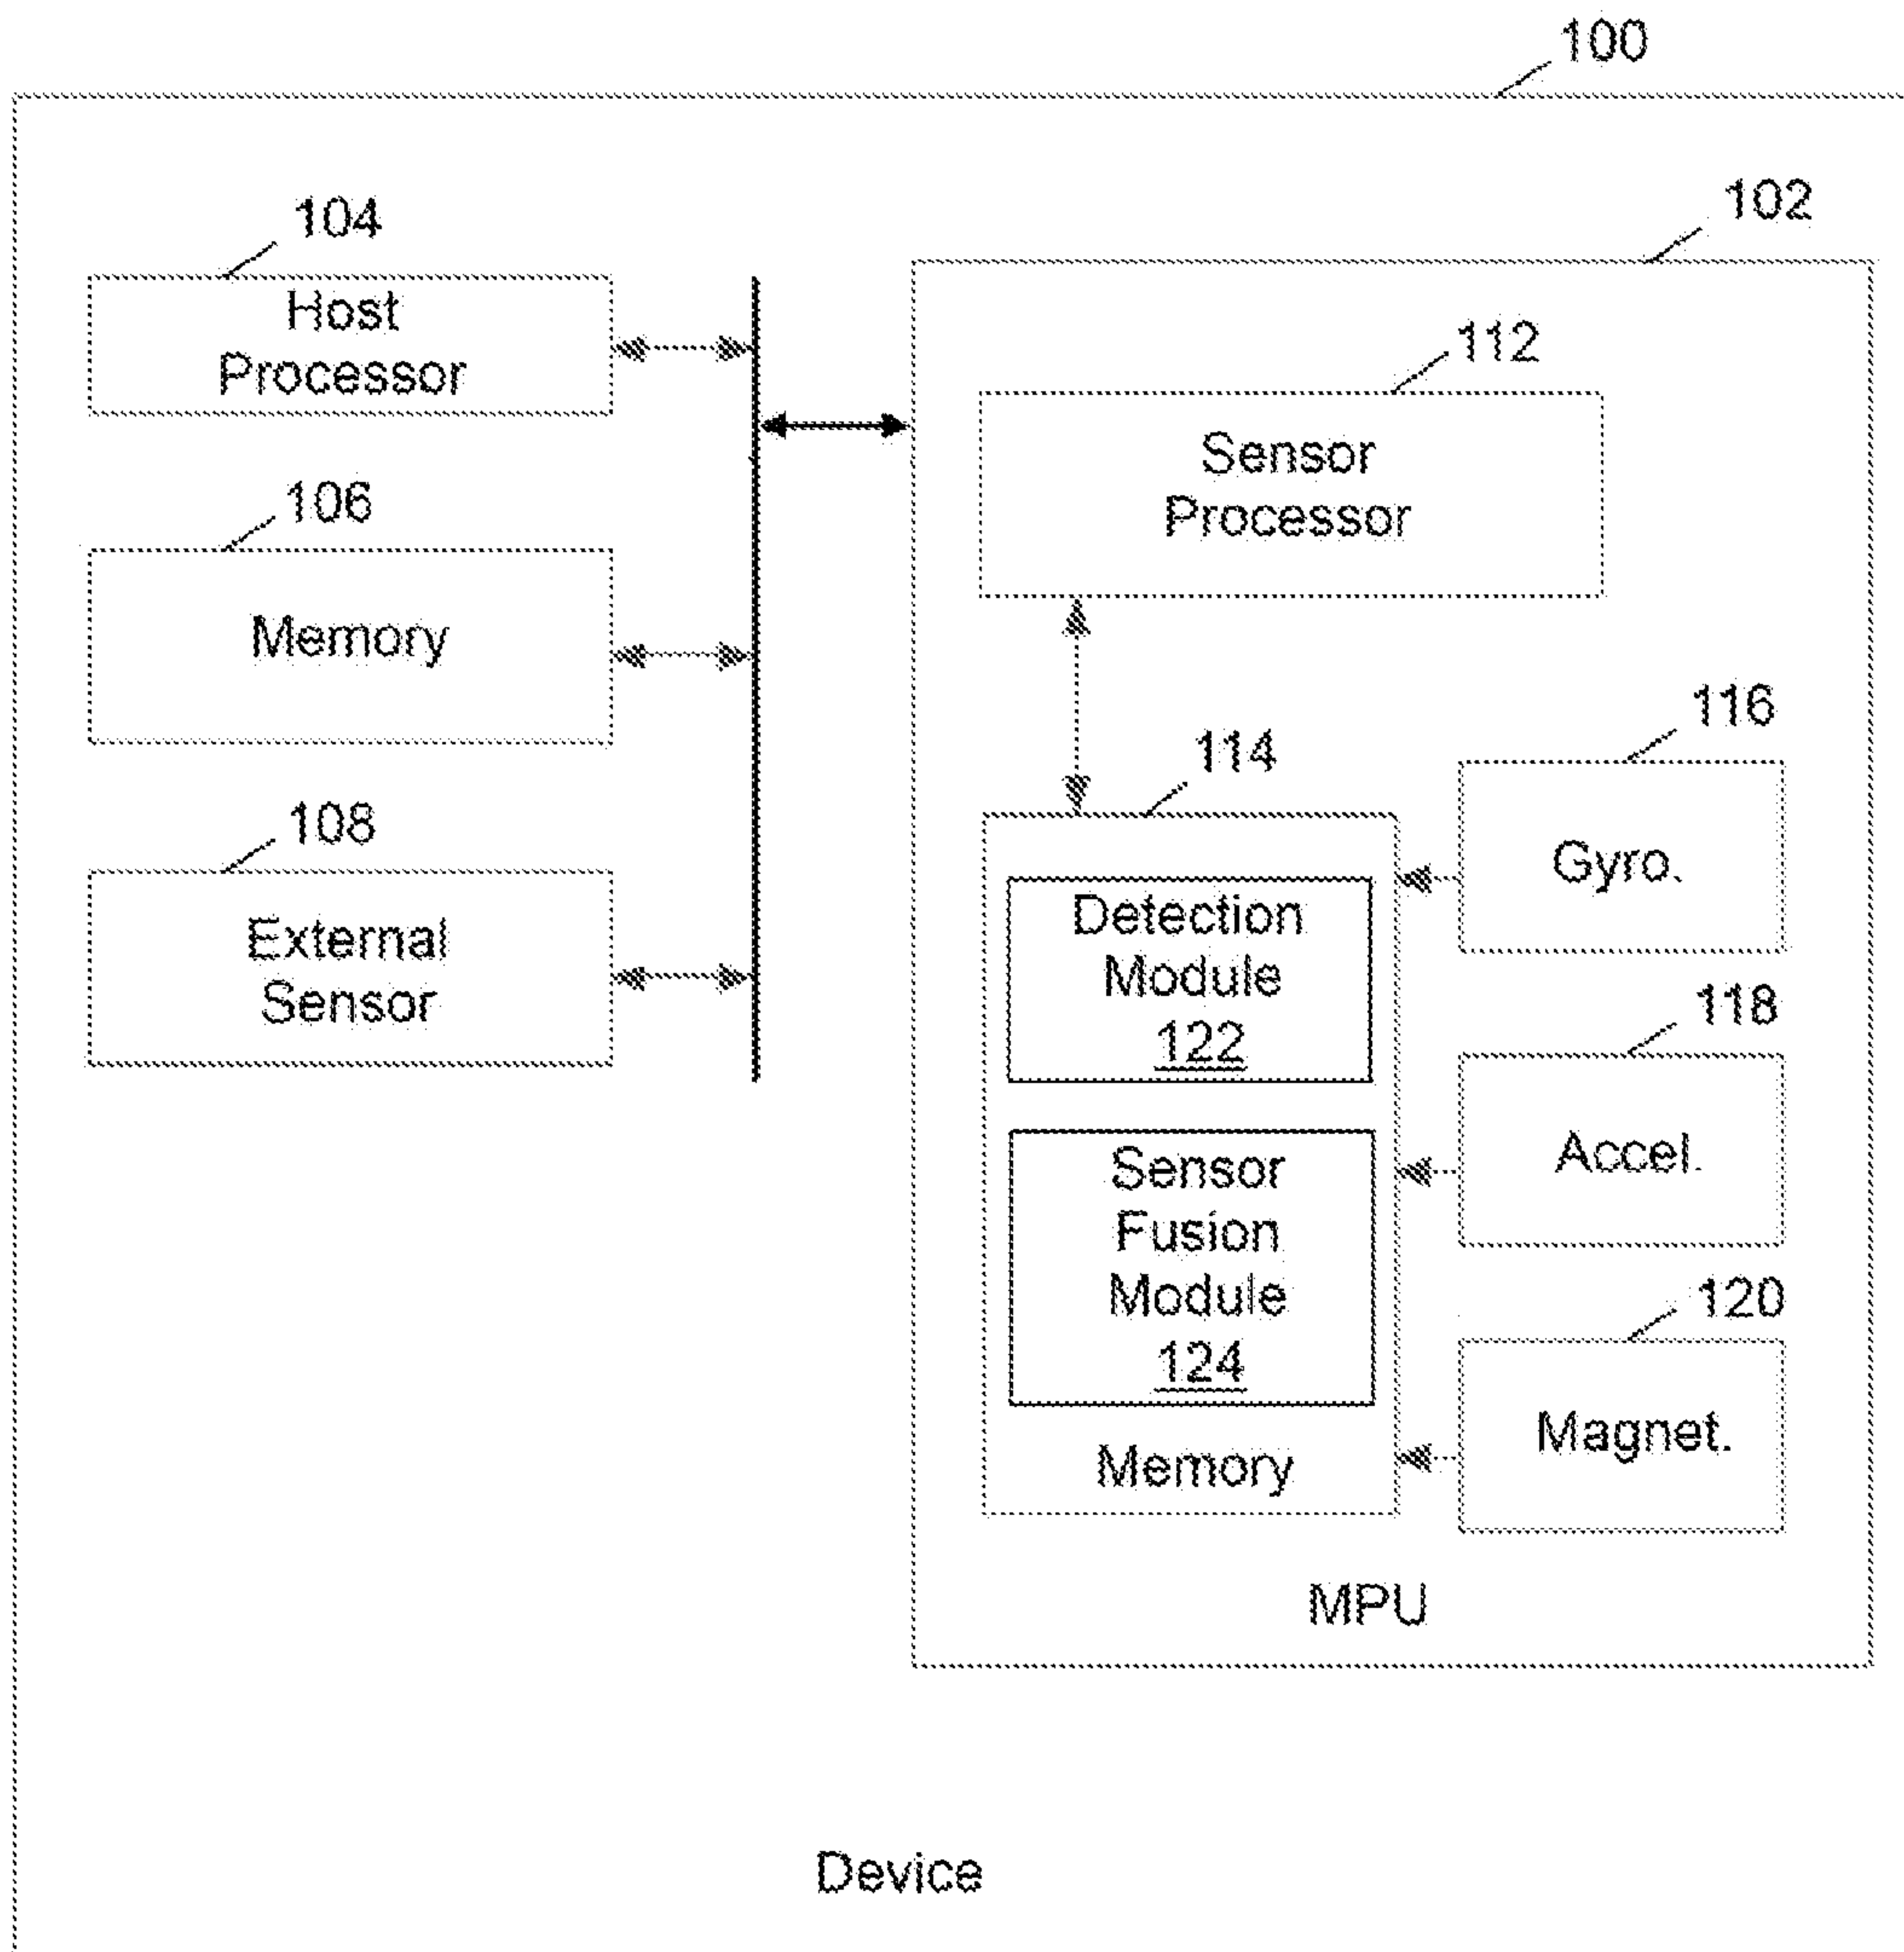 100
102
104
Host
Processor
112
Sensor
Processor
106
Memory
116
Gyro.
114
108
External
Sensor
Detection
Module
122
118
Accel.
Sensor
Fusion
Module
124
120
Magnet.
Memory
MPU
Device